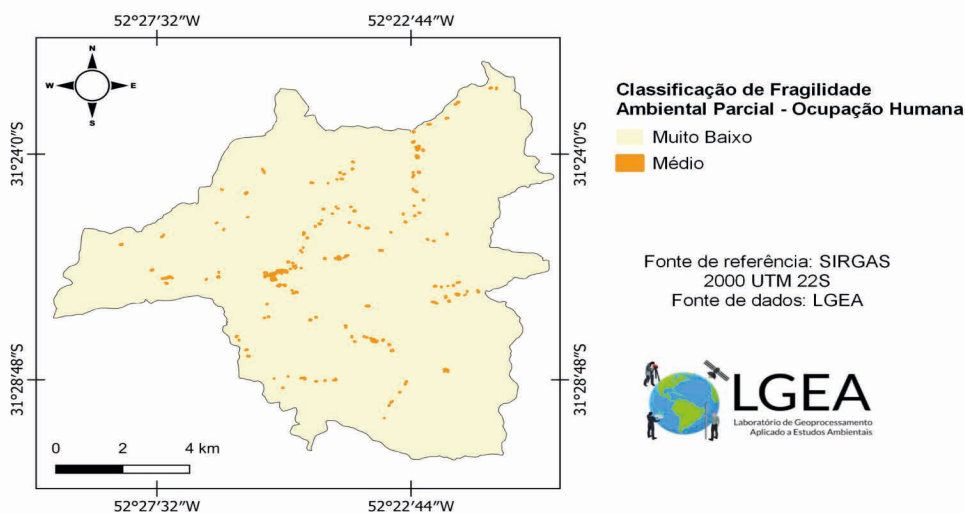 52°27'32"W
52°22'44"W
N
W
E
S
31°24'0"S
31°24'0"S
31°28'48"S
31°28'48"S
0
2
4 km
52°27'32"W
52°22'44"W
Classificação de Fragilidade
Ambiental Parcial - Ocupação Humana
Muito Baixo
Médio
Fonte de referência: SIRGAS
2000 UTM 22S
Fonte de dados: LGEA
LGEA
Laboratório de Geoprocessamento
Aplicado a Estudos Ambientais